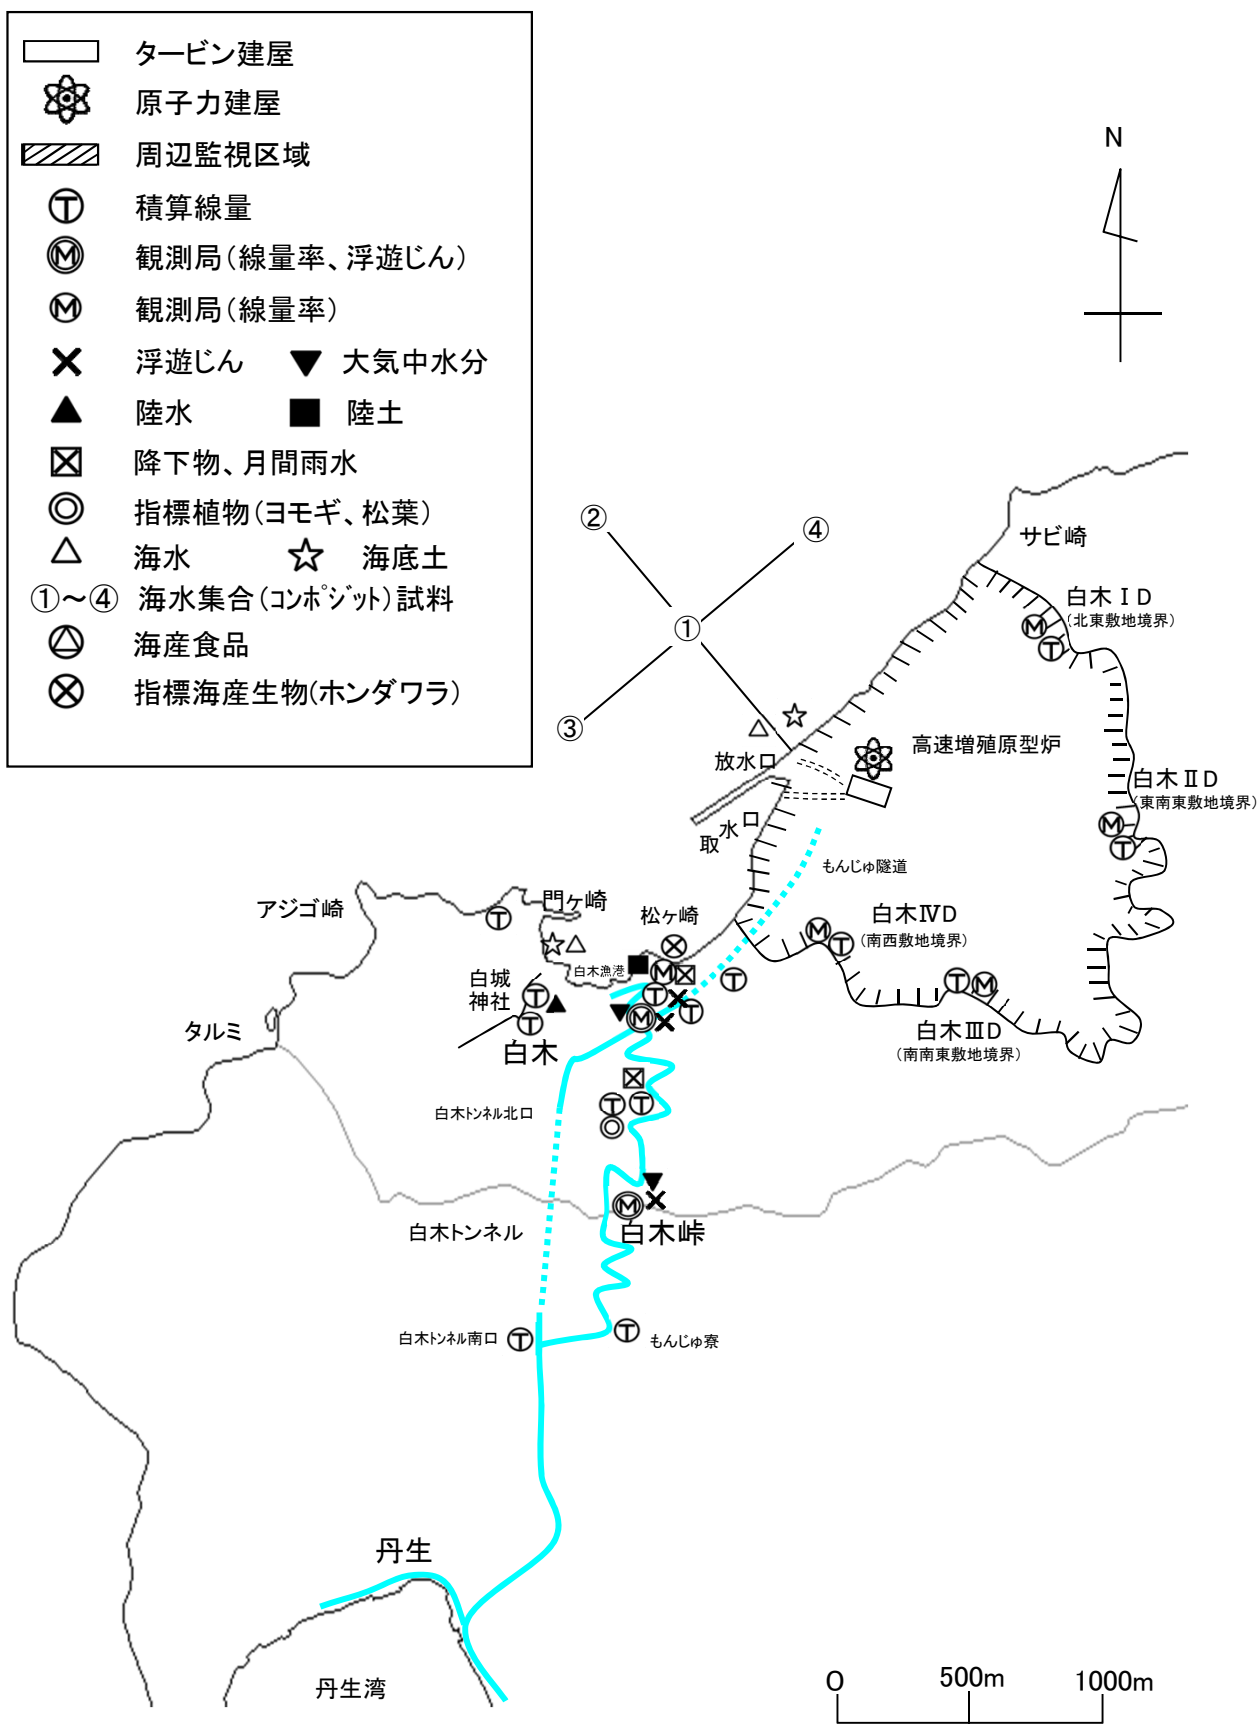 タービン建屋
原子力建屋
周辺監視区域
Ⓣ 積算線量
Ⓜ 観測局(線量率、浮遊じん)
Ⓜ 観測局(線量率)
浮遊じん 大気中水分
陸水 陸土
降下物、月間雨水
指標植物(ヨモギ、松葉)
海水 海底土
①～④ 海水集合(コンポジット)試料
海産食品
指標海産生物(ホンダワラ)
N
サビ崎
②
④
白木ⅠD
(北東敷地境界)
Ⓜ
Ⓣ
①
③
放水口
高速増殖原型炉
白木ⅡD
(東南東敷地境界)
Ⓜ
Ⓣ
取水口
もんじゅ隧道
アジゴ崎
門ヶ崎
松ヶ崎
Ⓣ
白木ⅣD
(南西敷地境界)
Ⓜ
Ⓣ
白木漁港
Ⓜ
Ⓣ
白城
神社
Ⓣ
Ⓣ
Ⓣ
Ⓜ
Ⓣ
Ⓣ
Ⓜ
白木ⅢD
(南南東敷地境界)
タルミ
白木
白木トンネル北口
Ⓣ
Ⓣ
Ⓜ
白木トンネル
白木峠
白木トンネル南口
Ⓣ
Ⓣ
もんじゅ寮
丹生
丹生湾
O
500m
1000m